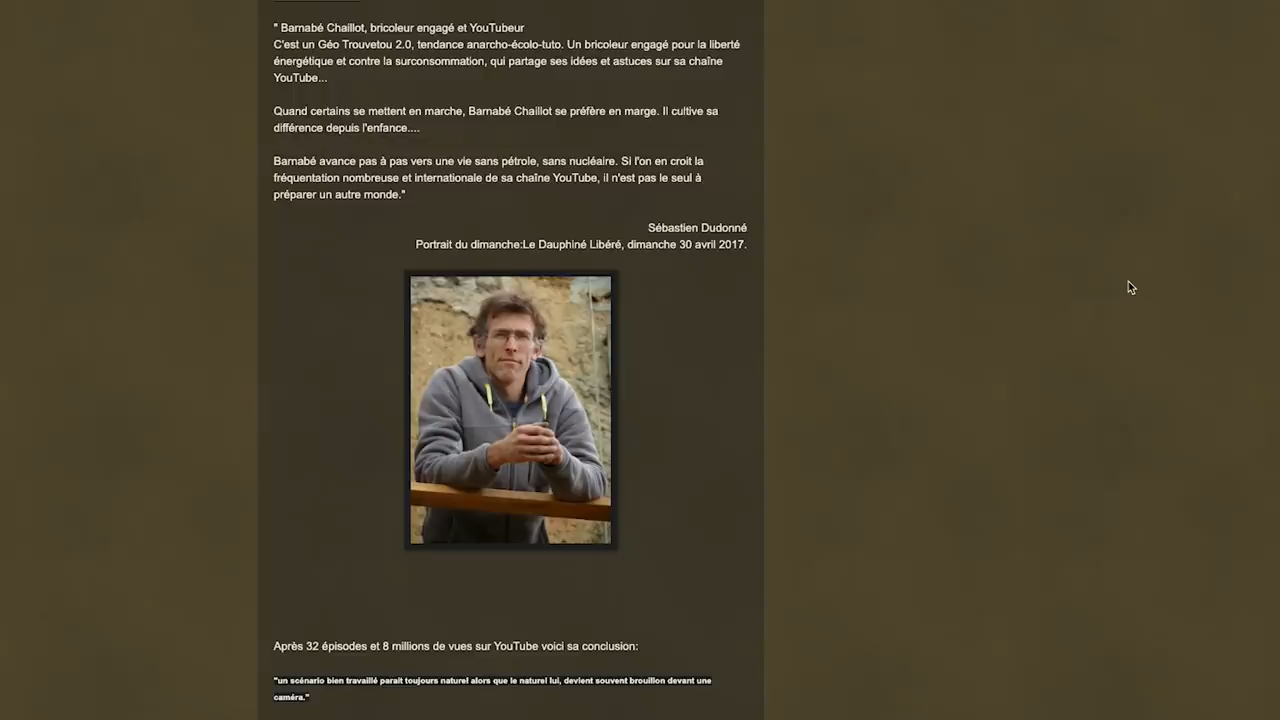 " Barnabé Chaillot, bricoleur engagé et YouTubeur
C'est un Géo Trouvetou 2.0, tendance anarcho-écolo-tuto. Un bricoleur engagé pour la liberté
énergétique et contre la surconsommation, qui partage ses idées et astuces sur sa chaîne
YouTube...
Quand certains se mettent en marche, Barnabé Chaillot se préfère en marge. Il cultive sa
différence depuis l'enfance....
Barnabé avance pas à pas vers une vie sans pétrole, sans nucléaire. Si l'on en croit la
fréquentation nombreuse et internationale de sa chaîne YouTube, il n'est pas le seul à
préparer un autre monde."
Sébastien Dudonné
Portrait du dimanche:Le Dauphiné Libéré, dimanche 30 avril 2017.
Après 32 épisodes et 8 millions de vues sur YouTube voici sa conclusion:
"un scénario bien travaillé parait toujours naturel alors que le naturel lui, devient souvent brouillon devant une
caméra."